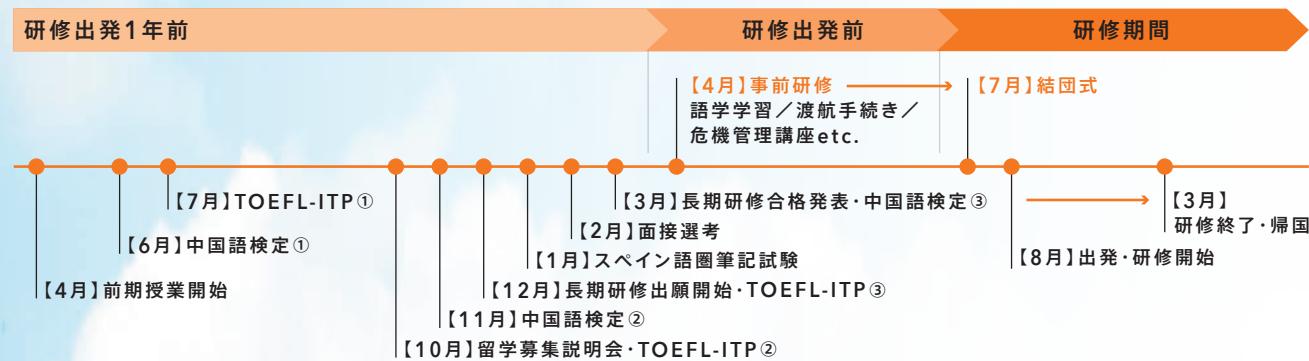 研修出発1年前
研修出発前
研修期間
【4月】事前研修
語学学習／渡航手続き／
危機管理講座etc.
【7月】結団式
【7月】TOEFL-ITP①
【6月】中国語検定①
【4月】前期授業開始
【3月】長期研修合格発表・中国語検定③
【2月】面接選考
【1月】スペイン語圏筆記試験
【12月】長期研修出願開始・TOEFL-ITP③
【11月】中国語検定②
【10月】留学募集説明会・TOEFL-ITP②
【3月】
研修終了・帰国
【8月】出発・研修開始